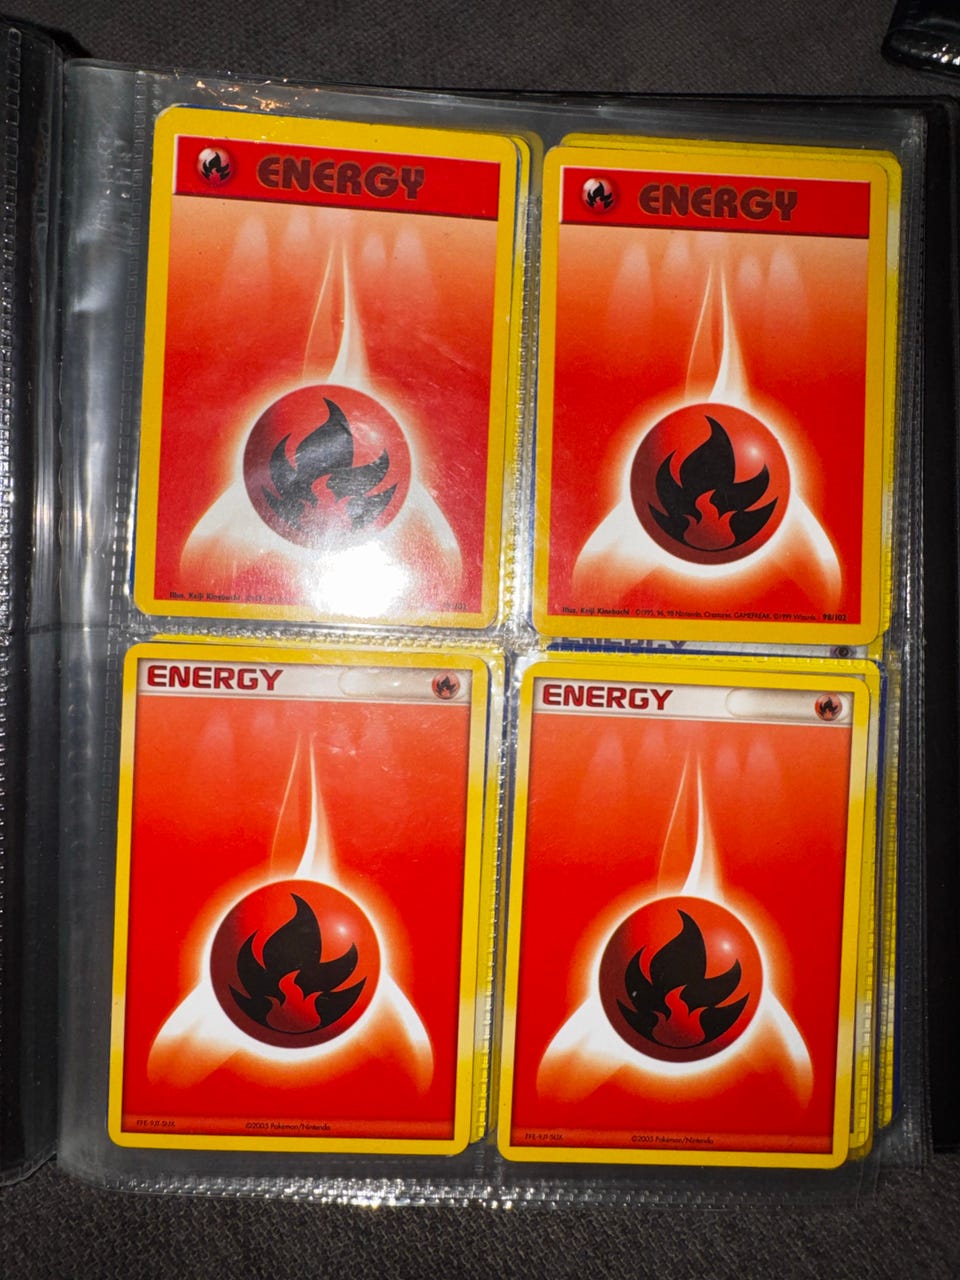 ENERGY
Illus. Keiji Kinebuchi
ENERGY
Illus. Keiji Kinebuchi ©1995, 96, 98 Nintendo, Creatures, GAMEFREAK. ©1999 Wizards. 98/102
ENERGY
ENERGY
©2005 Pokémon/Nintendo
ENERGY
©2005 Pokémon/Nintendo